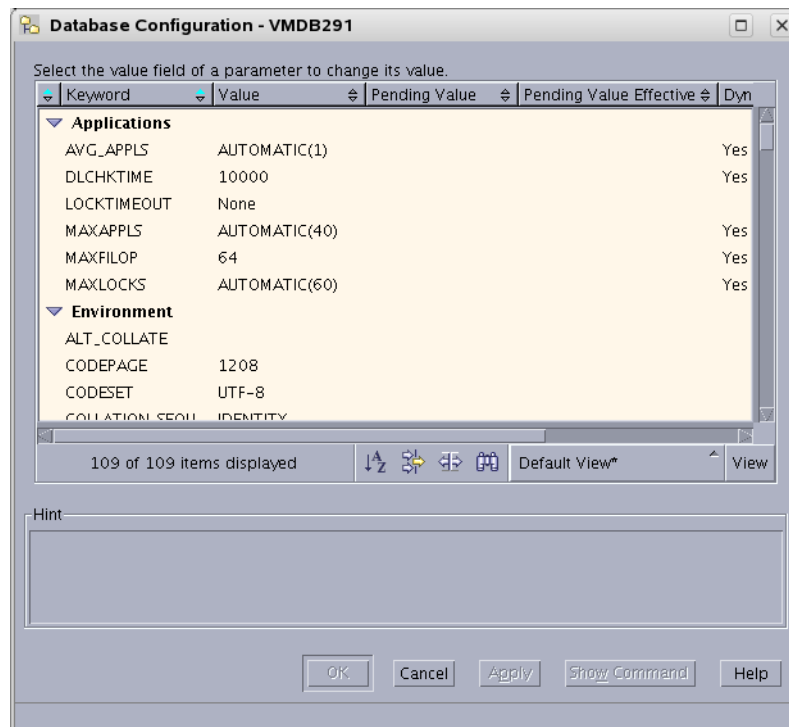 Database Configuration - VMDB291
Select the value field of a parameter to change its value.
Keyword Value Pending Value Pending Value Effective Dyn
Applications
AVG_APPLS AUTOMATIC(1) Yes
DLCHKTIME 10000 Yes
LOCKTIMEOUT None
MAXAPPLS AUTOMATIC(40) Yes
MAXFILOP 64 Yes
MAXLOCKS AUTOMATIC(60) Yes
Environment
ALT_COLLATE
CODEPAGE 1208
CODESET UTF-8
COLLATION_SEQU IDENTITY
109 of 109 items displayed Default View* View
Hint
OK Cancel Apply Show Command Help